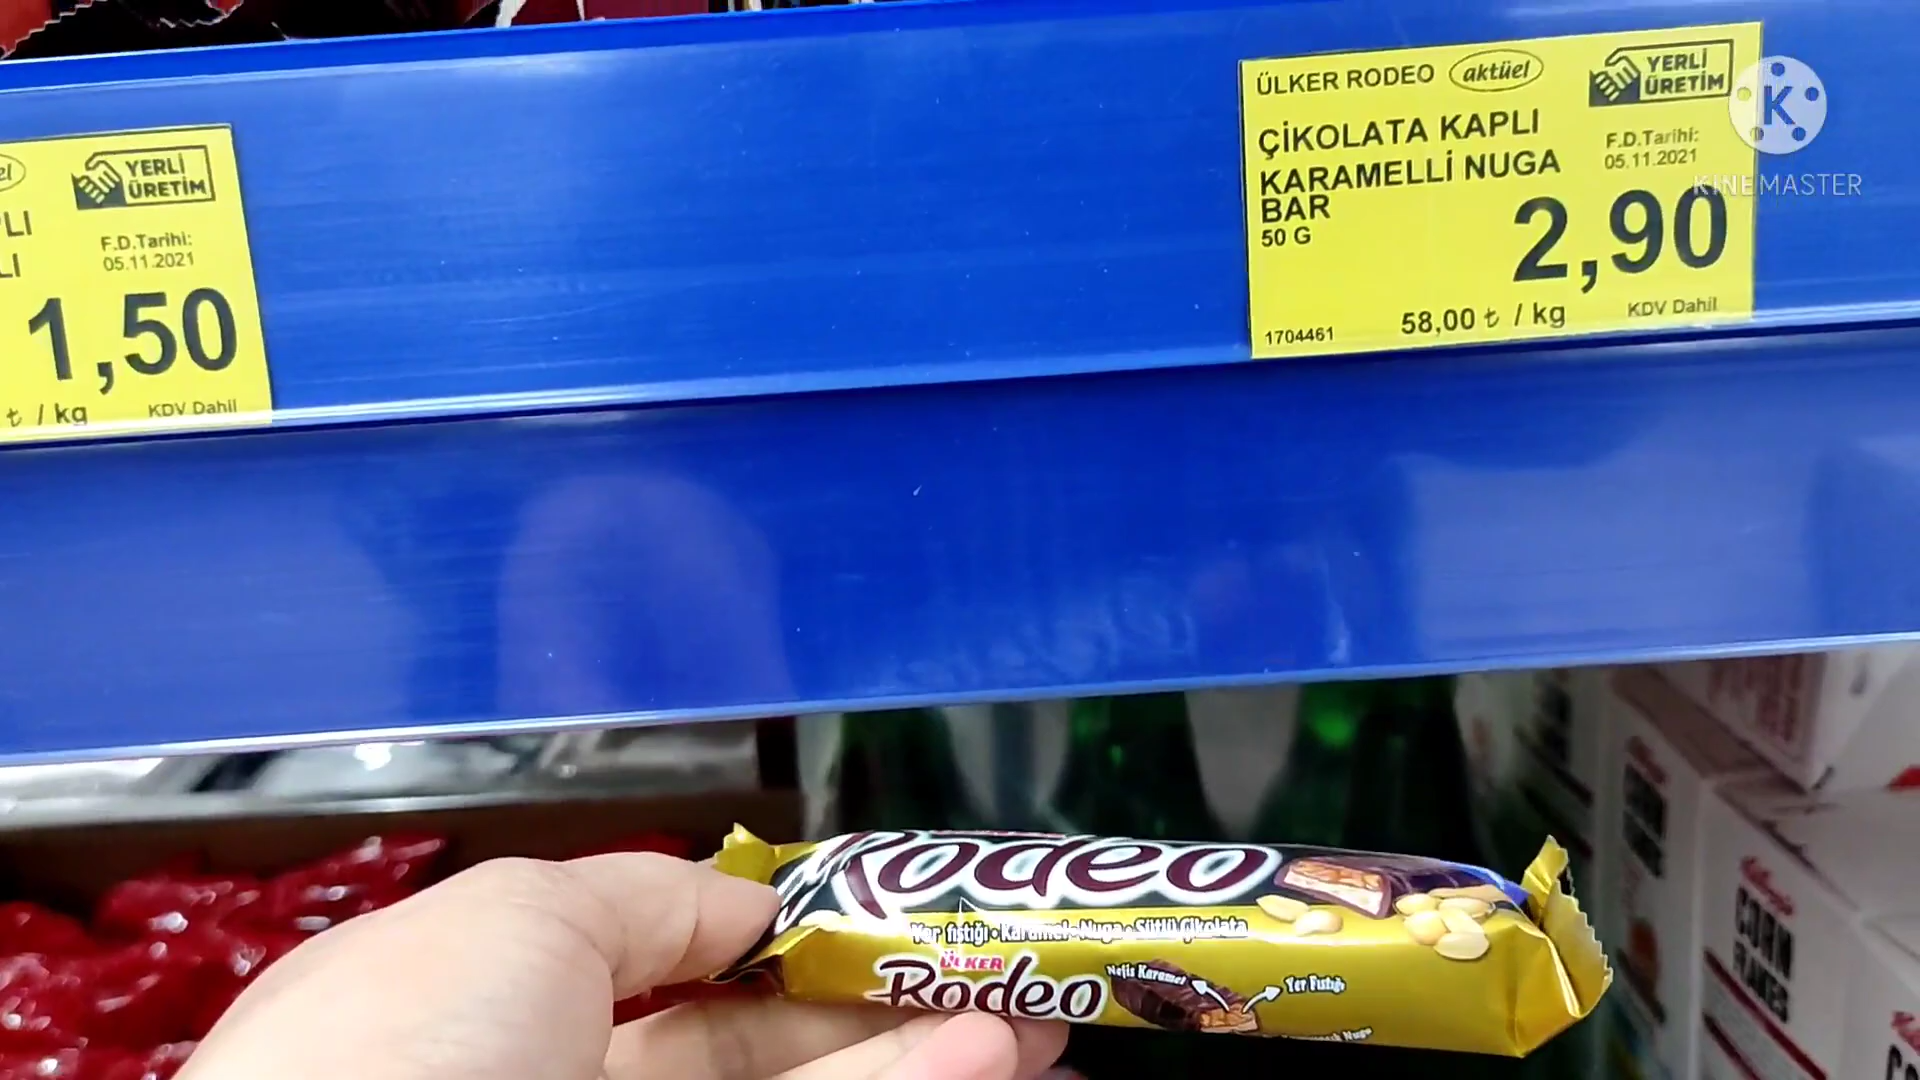 YERLİ
ÜRETİM
F.D.Tarihi:
05.11.2021
1,50
₺ / kg
KDV Dahil
ÜLKER RODEO aktüel
YERLİ
ÜRETİM
ÇİKOLATA KAPLI
KARAMELLİ NUGA
BAR
50 G
F.D.Tarihi:
05.11.2021
2,90
1704461
58,00 ₺ / kg
KDV Dahil
K
KINEMASTER
Rodeo
Yer fıstığı • Karamel • Nuga • Sütlü Çikolata
ÜLKER
Rodeo
Nefis Karamel
Yer Fıstığı
Nuga
Kellogg's
CORN
FLAKES